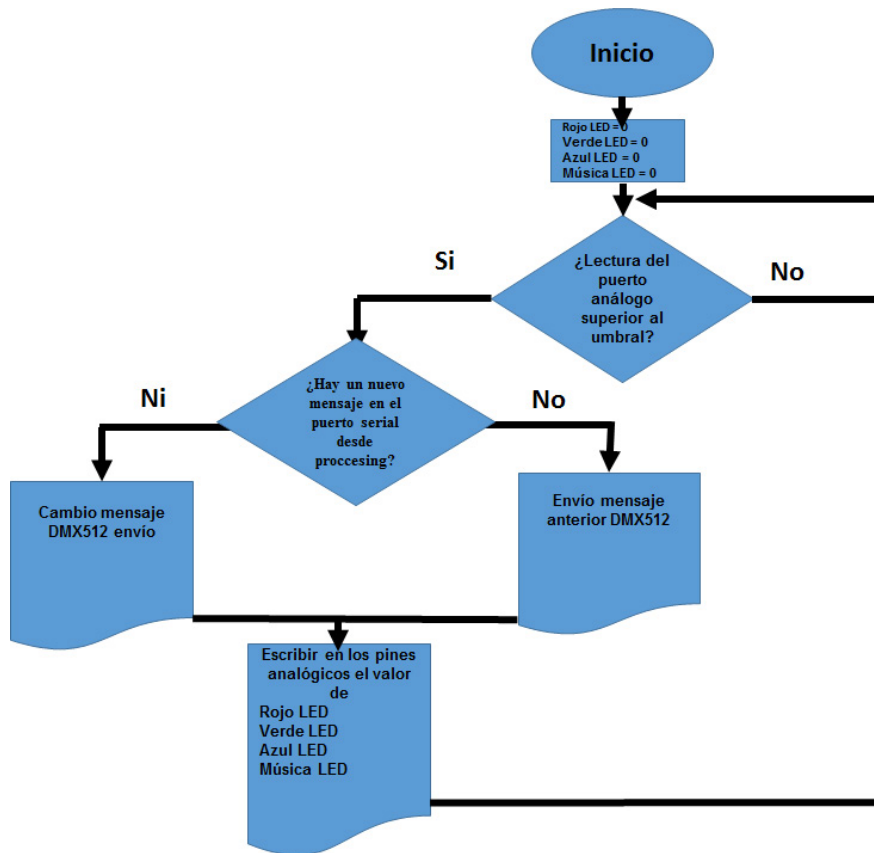 Inicio
Rojo LED = 0
Verde LED = 0
Azul LED = 0
Música LED = 0
Si
¿Lectura del
puerto
análogo
superior al
umbral?
No
Ni
¿Hay un nuevo
mensaje en el
puerto serial
desde
proccesing?
No
Cambio mensaje
DMX512 envío
Envío mensaje
anterior DMX512
Escribir en los pines
analógicos el valor
de
Rojo LED
Verde LED
Azul LED
Música LED